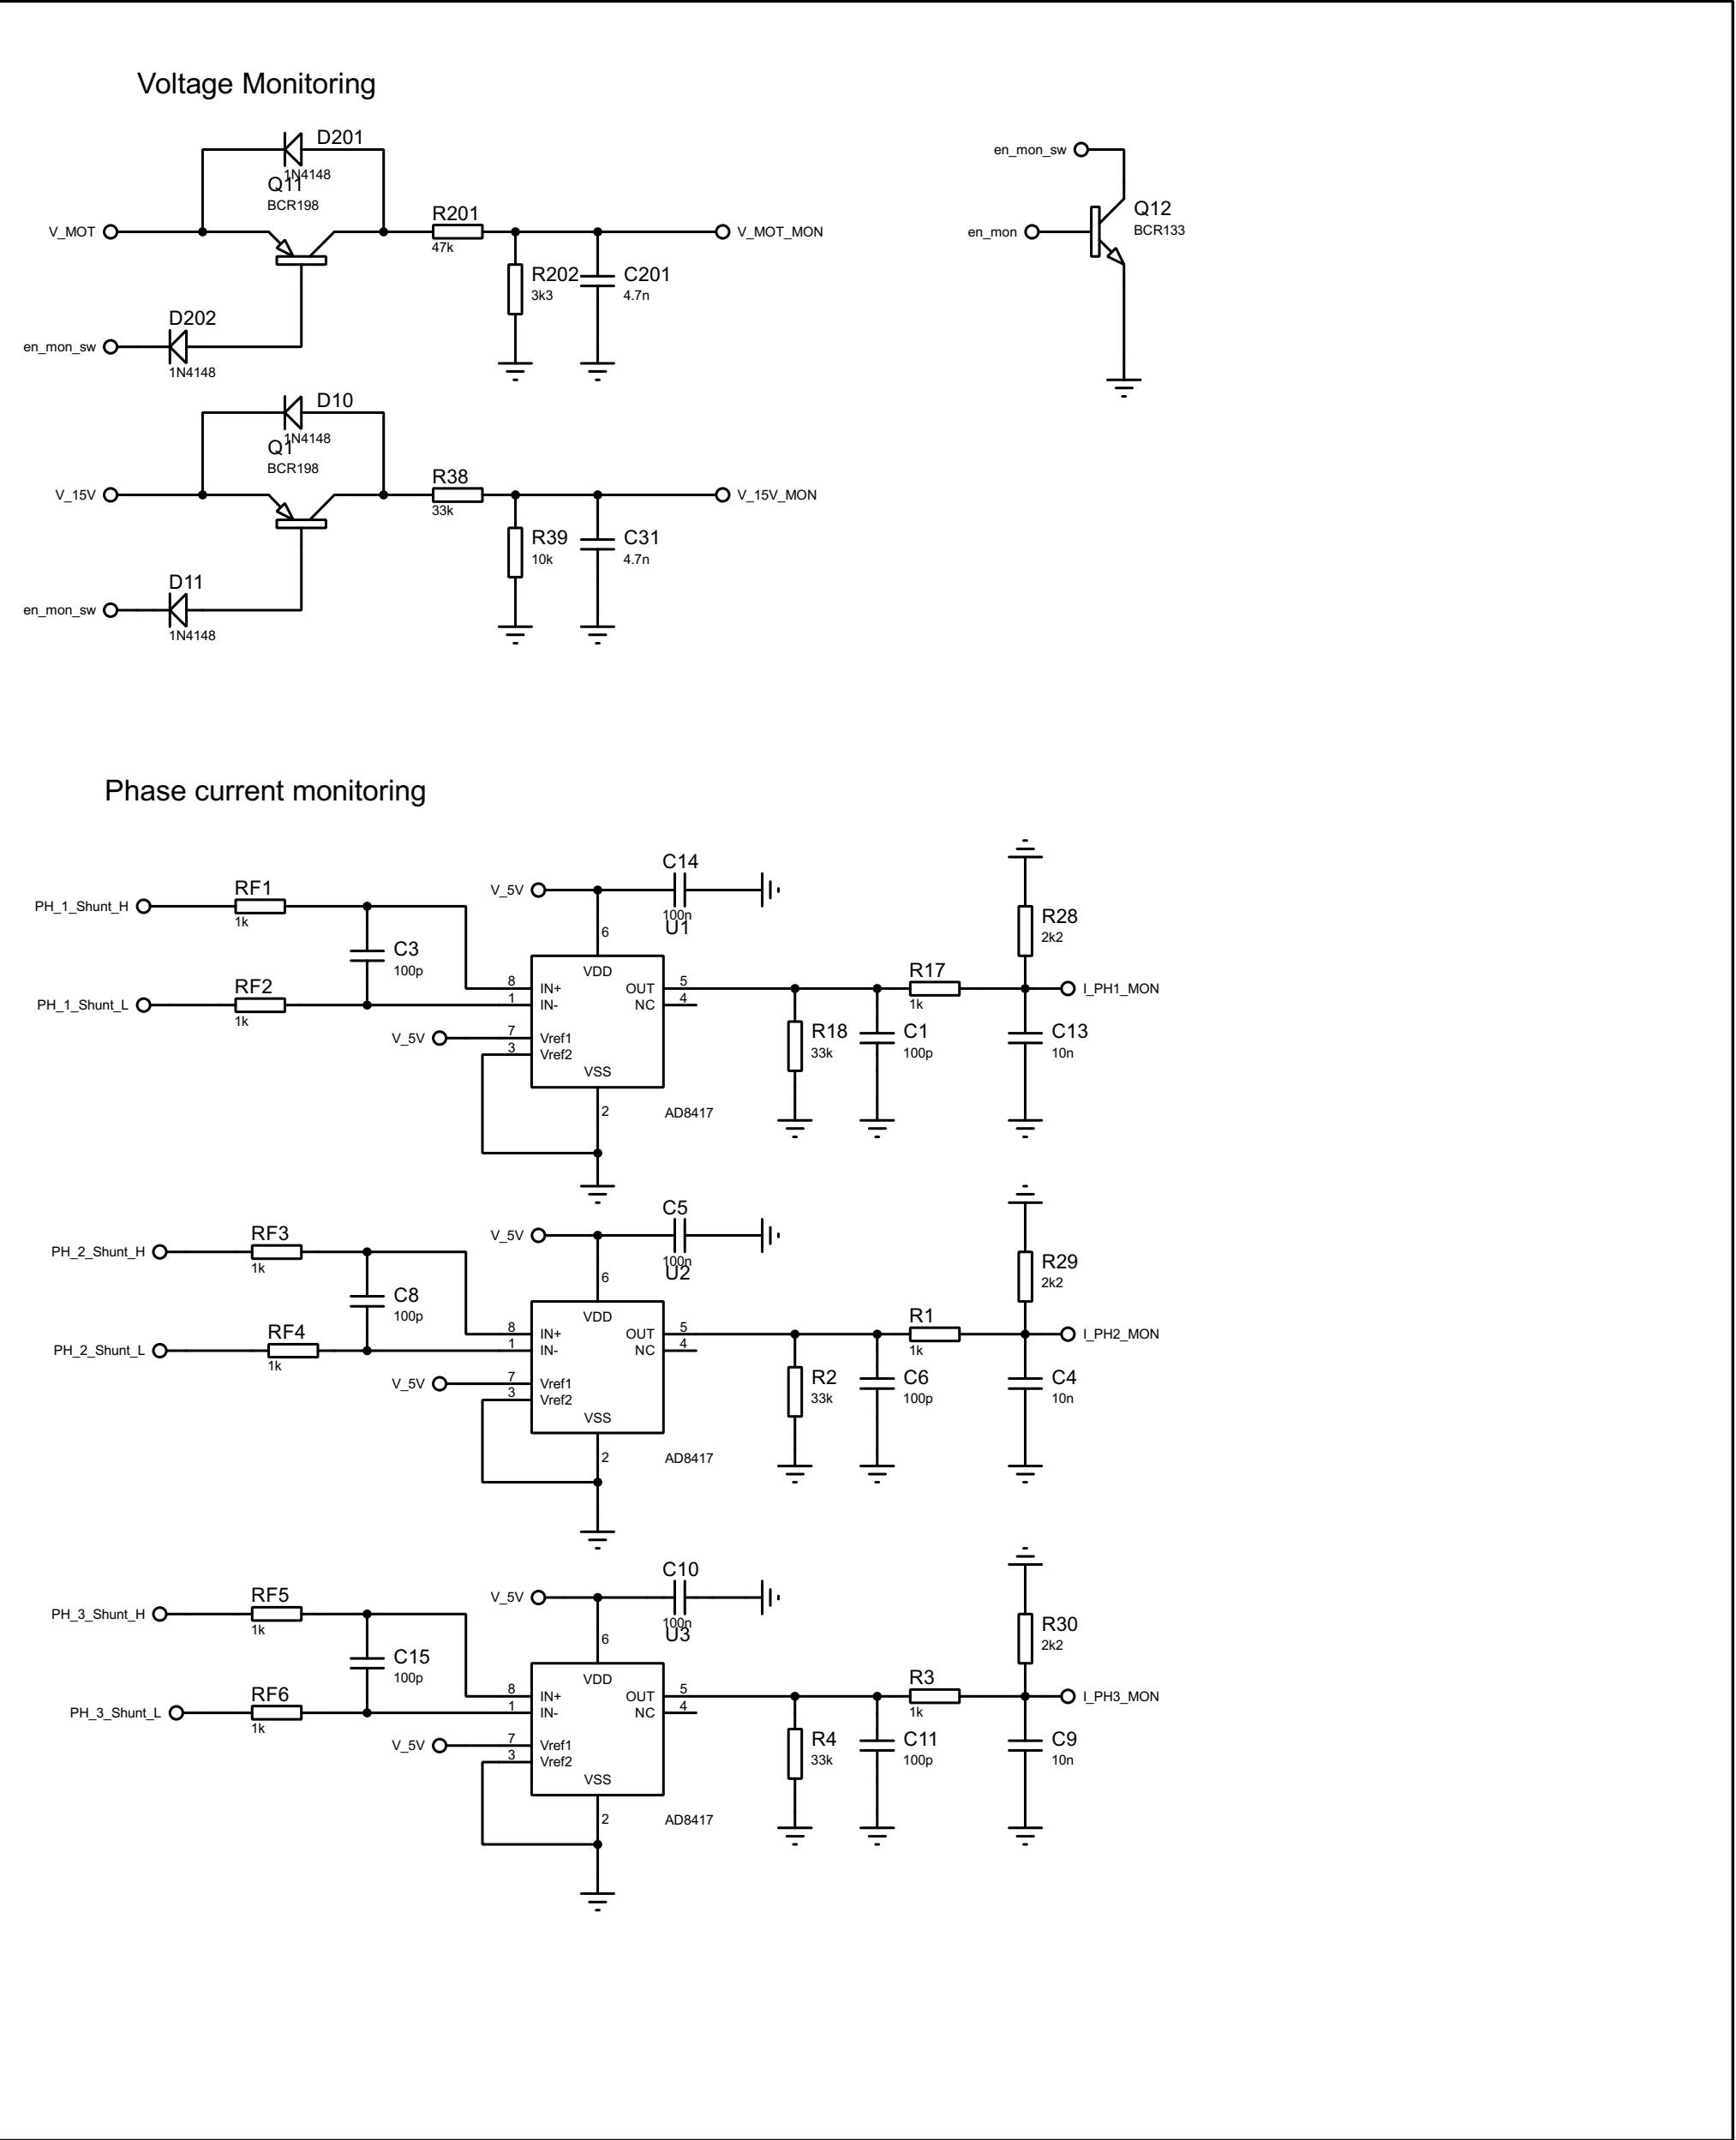 Voltage Monitoring
D201
1N4148
Q11
BCR198
V_MOT
R201
47k
V_MOT_MON
R202
3k3
C201
4.7n
D202
en_mon_sw
1N4148
en_mon_sw
Q12
BCR133
en_mon
D10
1N4148
Q1
BCR198
V_15V
R38
33k
V_15V_MON
R39
10k
C31
4.7n
D11
en_mon_sw
1N4148
Phase current monitoring
PH_1_Shunt_H
RF1
1k
C3
100p
PH_1_Shunt_L
RF2
1k
V_5V
C14
100n
U1
6
VDD
8 IN+ OUT 5
1 IN- NC 4
V_5V 7 Vref1
3 Vref2
VSS
2
AD8417
R18
33k
C1
100p
R17
1k
R28
2k2
I_PH1_MON
C13
10n
PH_2_Shunt_H
RF3
1k
C8
100p
PH_2_Shunt_L
RF4
1k
V_5V
C5
100n
U2
6
VDD
8 IN+ OUT 5
1 IN- NC 4
V_5V 7 Vref1
3 Vref2
VSS
2
AD8417
R2
33k
C6
100p
R1
1k
R29
2k2
I_PH2_MON
C4
10n
PH_3_Shunt_H
RF5
1k
C15
100p
PH_3_Shunt_L
RF6
1k
V_5V
C10
100n
U3
6
VDD
8 IN+ OUT 5
1 IN- NC 4
V_5V 7 Vref1
3 Vref2
VSS
2
AD8417
R4
33k
C11
100p
R3
1k
R30
2k2
I_PH3_MON
C9
10n